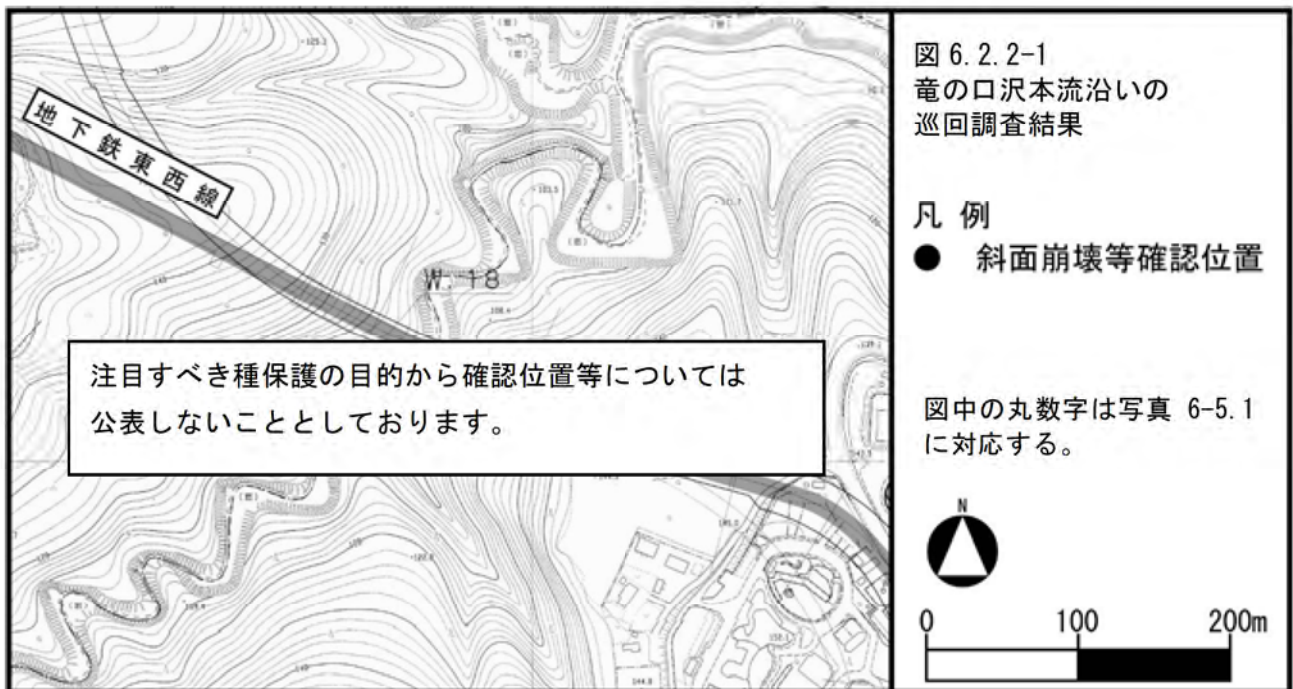 地下鉄東西線
W-18
注目すべき種保護の目的から確認位置等については
公表しないこととしております。
図 6.2.2-1
竜の口沢本流沿いの
巡回調査結果
凡 例
● 斜面崩壊等確認位置
図中の丸数字は写真 6-5.1
に対応する。
N
0 100 200m